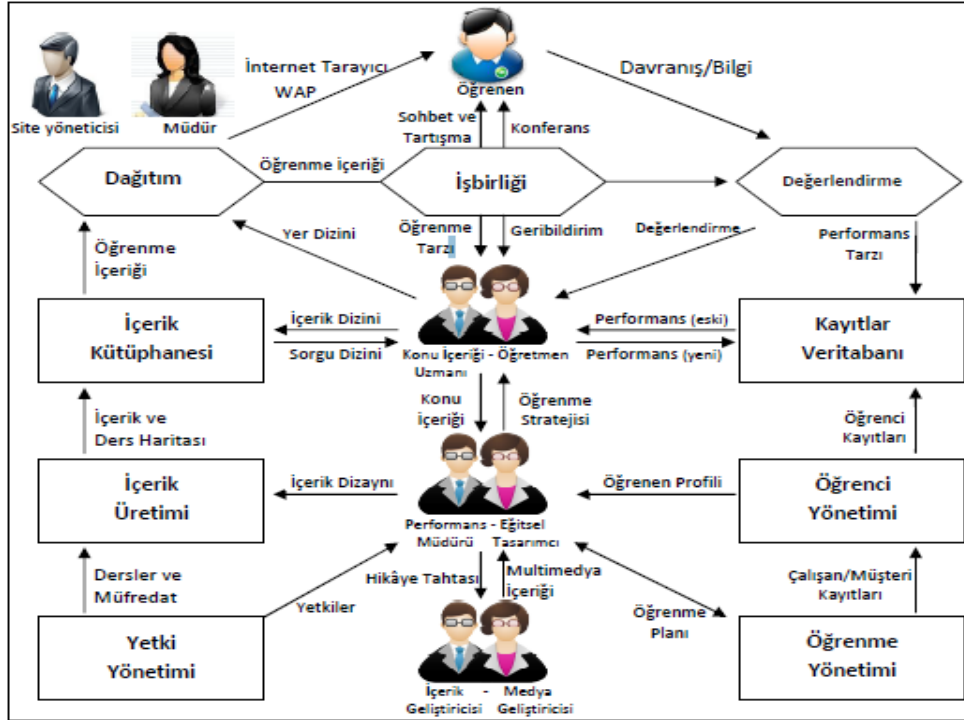 İnternet Tarayıcı
WAP
Davranış/Bilgi
Öğrenen
Site yöneticisi
Müdür
Sohbet ve
Tartışma
Konferans
Dağıtım
Öğrenme İçeriği
İşbirliği
Değerlendirme
Öğrenme
İçeriği
Yer Dizini
Öğrenme
Tarzı
Geribildirim
Değerlendirme
Performans
Tarzı
İçerik
Kütüphanesi
İçerik Dizini
Sorgu Dizini
Konu İçeriği - Öğretmen
Uzmanı
Performans (eski)
Performans (yeni)
Kayıtlar
Veritabanı
İçerik ve
Ders Haritası
Konu
İçeriği
Öğrenme
Stratejisi
Öğrenci
Kayıtları
İçerik
Üretimi
İçerik Dizaynı
Performans - Eğitsel
Müdürü Tasarımcı
Öğrenen Profili
Öğrenci
Yönetimi
Dersler ve
Müfredat
Yetkiler
Hikâye Tahtası
Multimedya
İçeriği
Öğrenme
Planı
Çalışan/Müşteri
Kayıtları
Yetki
Yönetimi
İçerik - Medya
Geliştiricisi Geliştiricisi
Öğrenme
Yönetimi